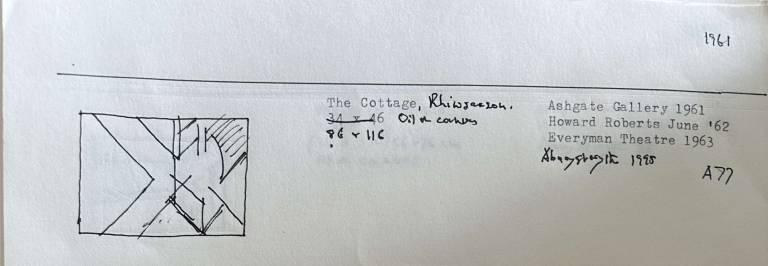 1961
The Cottage, Rhiwsaeson.
34 x 46 Oil on canvas
86 x 116
Ashgate Gallery 1961
Howard Roberts June '62
Everyman Theatre 1963
Aberystwyth 1995
A77